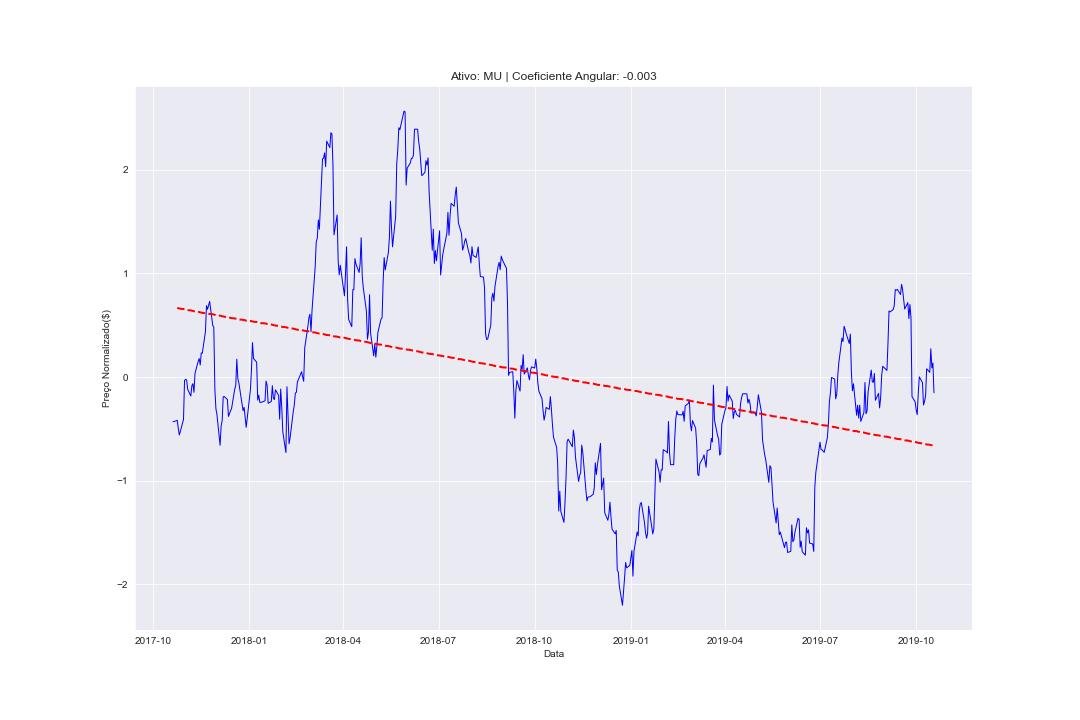 Ativo: MU | Coeficiente Angular: -0.003
Preço Normalizado($)
2
1
0
−1
−2
2017-10 2018-01 2018-04 2018-07 2018-10 2019-01 2019-04 2019-07 2019-10
Data